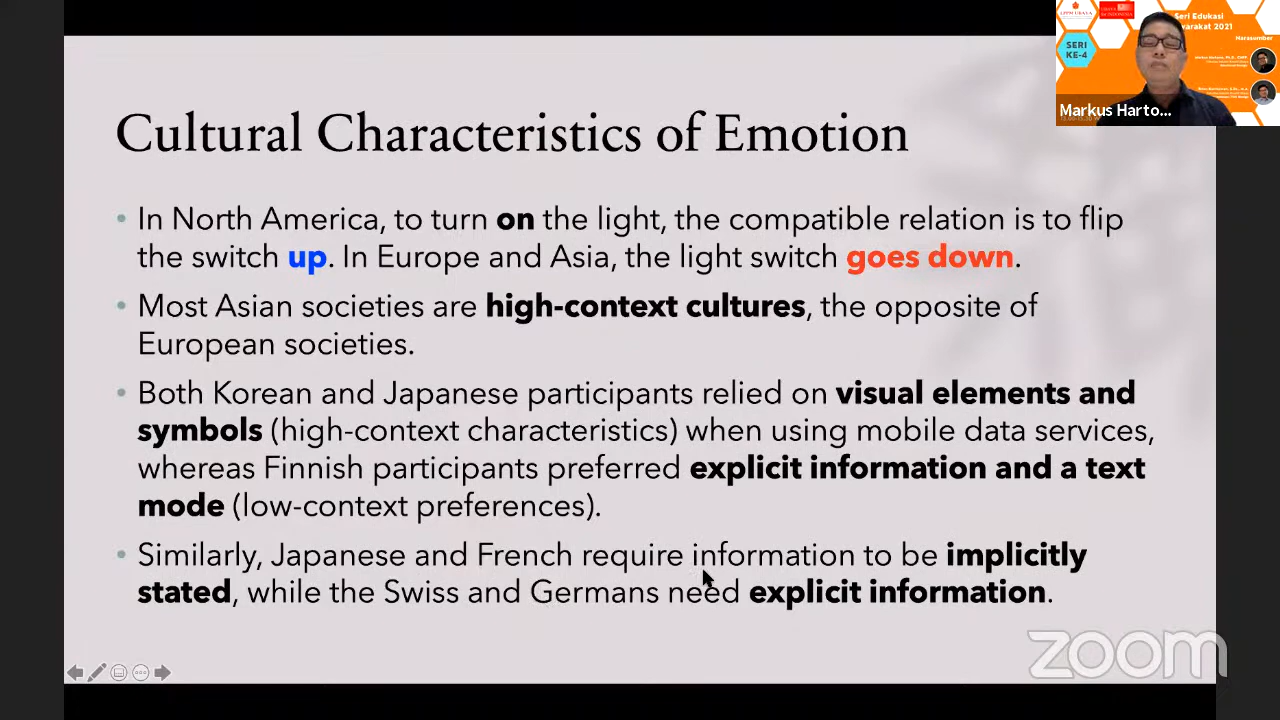 Cultural Characteristics of Emotion
• In North America, to turn on the light, the compatible relation is to flip
the switch up. In Europe and Asia, the light switch goes down.
• Most Asian societies are high-context cultures, the opposite of
European societies.
• Both Korean and Japanese participants relied on visual elements and
symbols (high-context characteristics) when using mobile data services,
whereas Finnish participants preferred explicit information and a text
mode (low-context preferences).
• Similarly, Japanese and French require information to be implicitly
stated, while the Swiss and Germans need explicit information.
Seri Edukasi
2021
SERI
KE-4
Markus Harto...
zoom